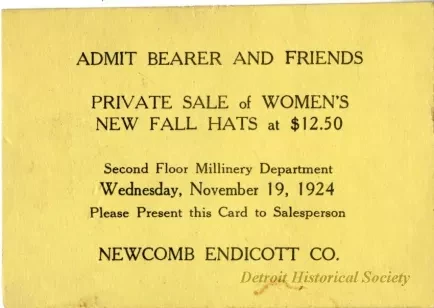 ADMIT BEARER AND FRIENDS
PRIVATE SALE of WOMEN'S
NEW FALL HATS at $12.50
Second Floor Millinery Department
Wednesday, November 19, 1924
Please Present this Card to Salesperson
NEWCOMB ENDICOTT CO.
Detroit Historical Society